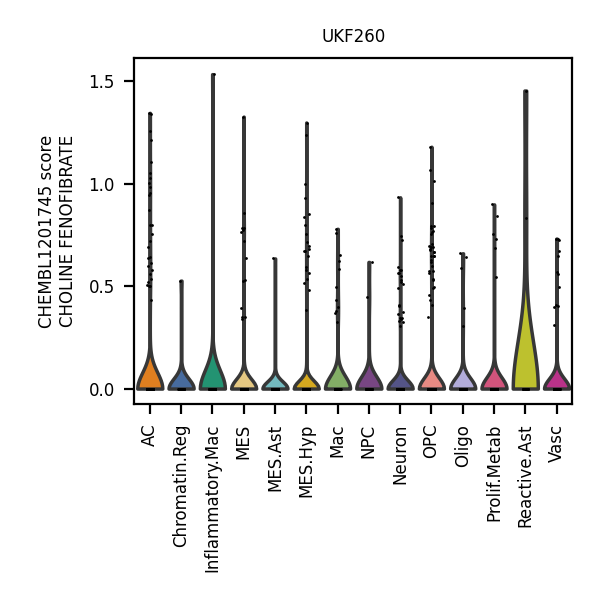 UKF260
CHEMBL1201745 score
CHOLINE FENOFIBRATE
1.5
1.0
0.5
0.0
AC
Chromatin.Reg
Inflammatory.Mac
MES
MES.Ast
MES.Hyp
Mac
NPC
Neuron
OPC
Oligo
Prolif.Metab
Reactive.Ast
Vasc